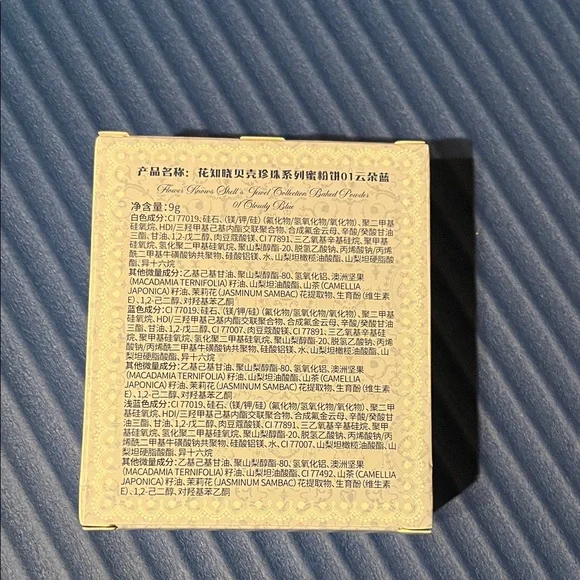 产品名称：花知晓贝壳珍珠系列蜜粉饼01云朵蓝
Flower Knows Shell's Jewel Collection Baked Powder
01 Cloudy Blue
净含量：9g
白色成分：CI 77019、硅石、(镁/钾/硅) (氟化物/氢氧化物/氧化物)、聚二甲基
硅氧烷、HDI/三羟甲基己基内酯交联聚合物、合成氟金云母、辛酸/癸酸甘油
三酯、甘油、1,2-戊二醇、肉豆蔻酸镁、CI 77891、三乙氧基辛基硅烷、聚甲基
硅氧烷、氢化聚二甲基硅氧烷、聚山梨醇酯-20、脱氢乙酸钠、丙烯酸钠/丙烯
酰二甲基牛磺酸钠共聚物、硅酸铝镁、水、山梨坦橄榄油酸酯、山梨坦硬脂酸
酯、异十六烷
其他微量成分：乙基己基甘油、聚山梨醇酯-80、氢氧化铝、澳洲坚果
(MACADAMIA TERNIFOLIA) 籽油、山梨坦油酸酯、山茶 (CAMELLIA
JAPONICA) 籽油、茉莉花 (JASMINUM SAMBAC) 花提取物、生育酚 (维生素
E)、1,2-己二醇、对羟基苯乙酮
蓝色成分：CI 77019、硅石、(镁/钾/硅) (氟化物/氢氧化物/氧化物)、聚二甲基
硅氧烷、HDI/三羟甲基己基内酯交联聚合物、合成氟金云母、辛酸/癸酸甘油
三酯、甘油、1,2-戊二醇、CI 77007、肉豆蔻酸镁、CI 77891、三乙氧基辛基硅
烷、聚甲基硅氧烷、氢化聚二甲基硅氧烷、聚山梨醇酯-20、脱氢乙酸钠、丙烯
酸钠/丙烯酰二甲基牛磺酸钠共聚物、硅酸铝镁、水、山梨坦橄榄油酸酯、山
梨坦硬脂酸酯、异十六烷
其他微量成分：乙基己基甘油、聚山梨醇酯-80、氢氧化铝、澳洲坚果
(MACADAMIA TERNIFOLIA) 籽油、山梨坦油酸酯、山茶 (CAMELLIA
JAPONICA) 籽油、茉莉花 (JASMINUM SAMBAC) 花提取物、生育酚 (维生素
E)、1,2-己二醇、对羟基苯乙酮
浅蓝色成分：CI 77019、硅石、(镁/钾/硅) (氟化物/氢氧化物/氧化物)、聚二甲
基硅氧烷、HDI/三羟甲基己基内酯交联聚合物、合成氟金云母、辛酸/癸酸甘
油三酯、甘油、1,2-戊二醇、肉豆蔻酸镁、CI 77891、三乙氧基辛基硅烷、聚甲
基硅氧烷、氢化聚二甲基硅氧烷、聚山梨醇酯-20、脱氢乙酸钠、丙烯酸钠/丙
烯酰二甲基牛磺酸钠共聚物、硅酸铝镁、水、CI 77007、山梨坦橄榄油酸酯、山
梨坦硬脂酸酯、异十六烷
其他微量成分：乙基己基甘油、聚山梨醇酯-80、氢氧化铝、澳洲坚果
(MACADAMIA TERNIFOLIA) 籽油、山梨坦油酸酯、CI 77492、山茶 (CAMELLIA
JAPONICA) 籽油、茉莉花 (JASMINUM SAMBAC) 花提取物、生育酚 (维生素
E)、1,2-己二醇、对羟基苯乙酮